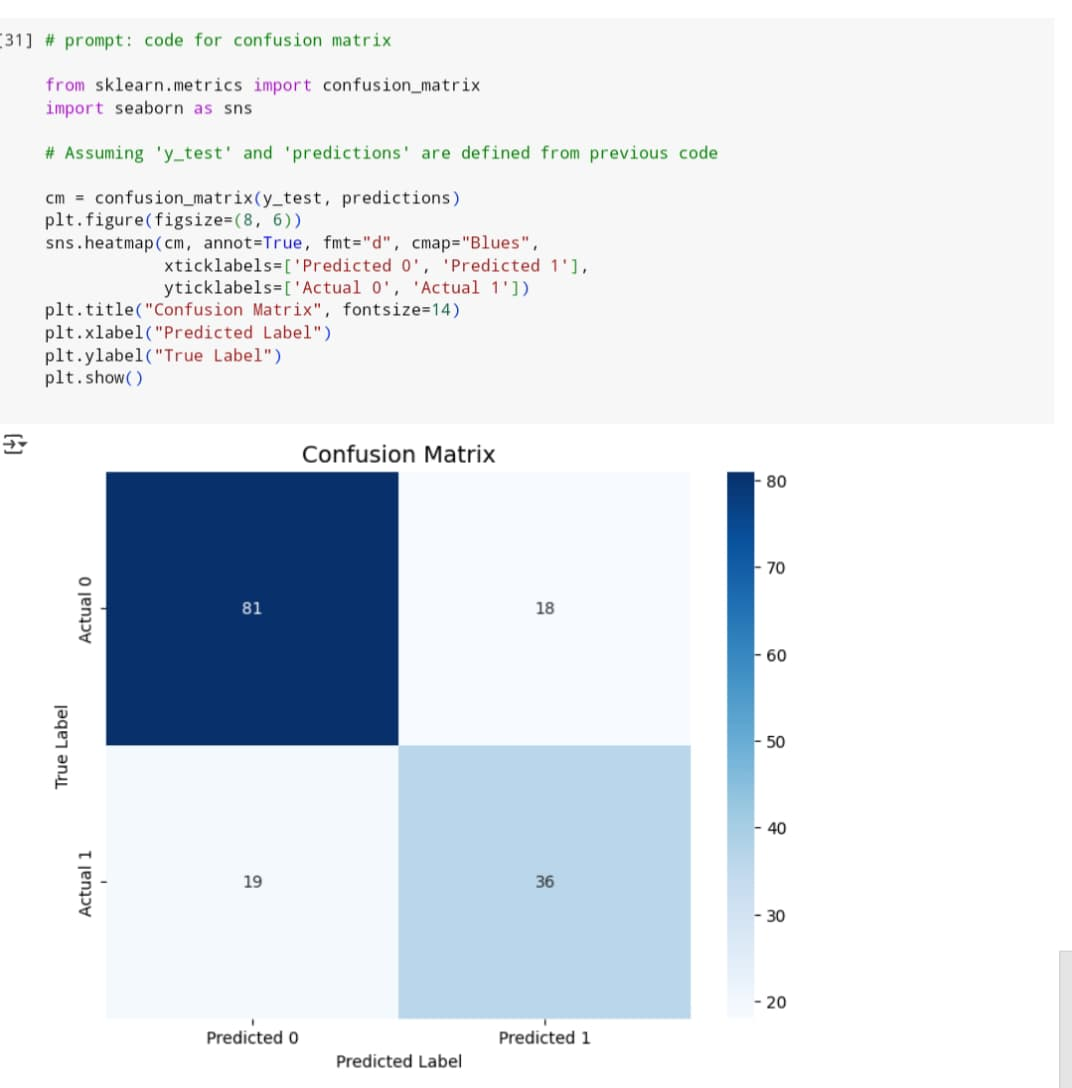 [31] # prompt: code for confusion matrix
from sklearn.metrics import confusion_matrix
import seaborn as sns
# Assuming 'y_test' and 'predictions' are defined from previous code
cm = confusion_matrix(y_test, predictions)
plt.figure(figsize=(8, 6))
sns.heatmap(cm, annot=True, fmt="d", cmap="Blues",
            xticklabels=['Predicted 0', 'Predicted 1'],
            yticklabels=['Actual 0', 'Actual 1'])
plt.title("Confusion Matrix", fontsize=14)
plt.xlabel("Predicted Label")
plt.ylabel("True Label")
plt.show()
Confusion Matrix
True Label
Actual 0
81
18
Actual 1
19
36
Predicted 0
Predicted 1
Predicted Label
80
70
60
50
40
30
20